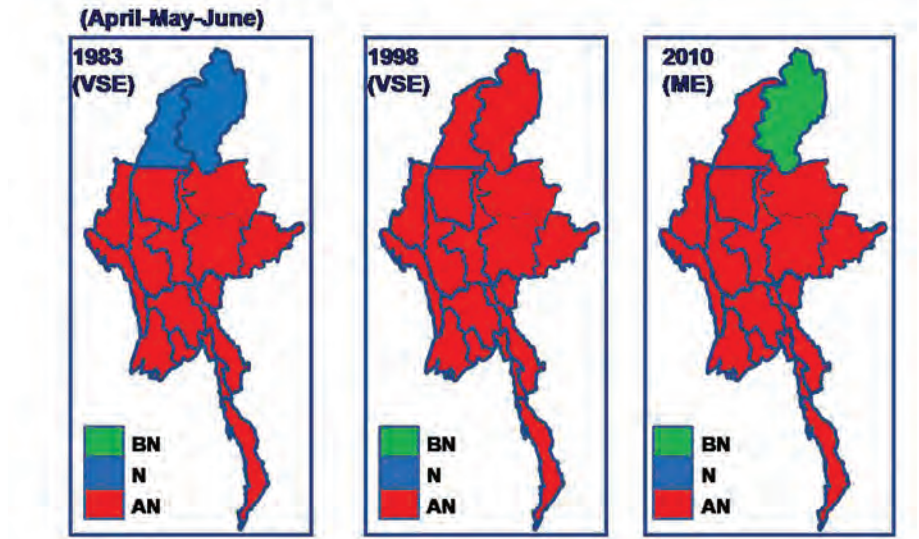 (April-May-June)
1983
(VSE)
BN
N
AN
1998
(VSE)
BN
N
AN
2010
(ME)
BN
N
AN